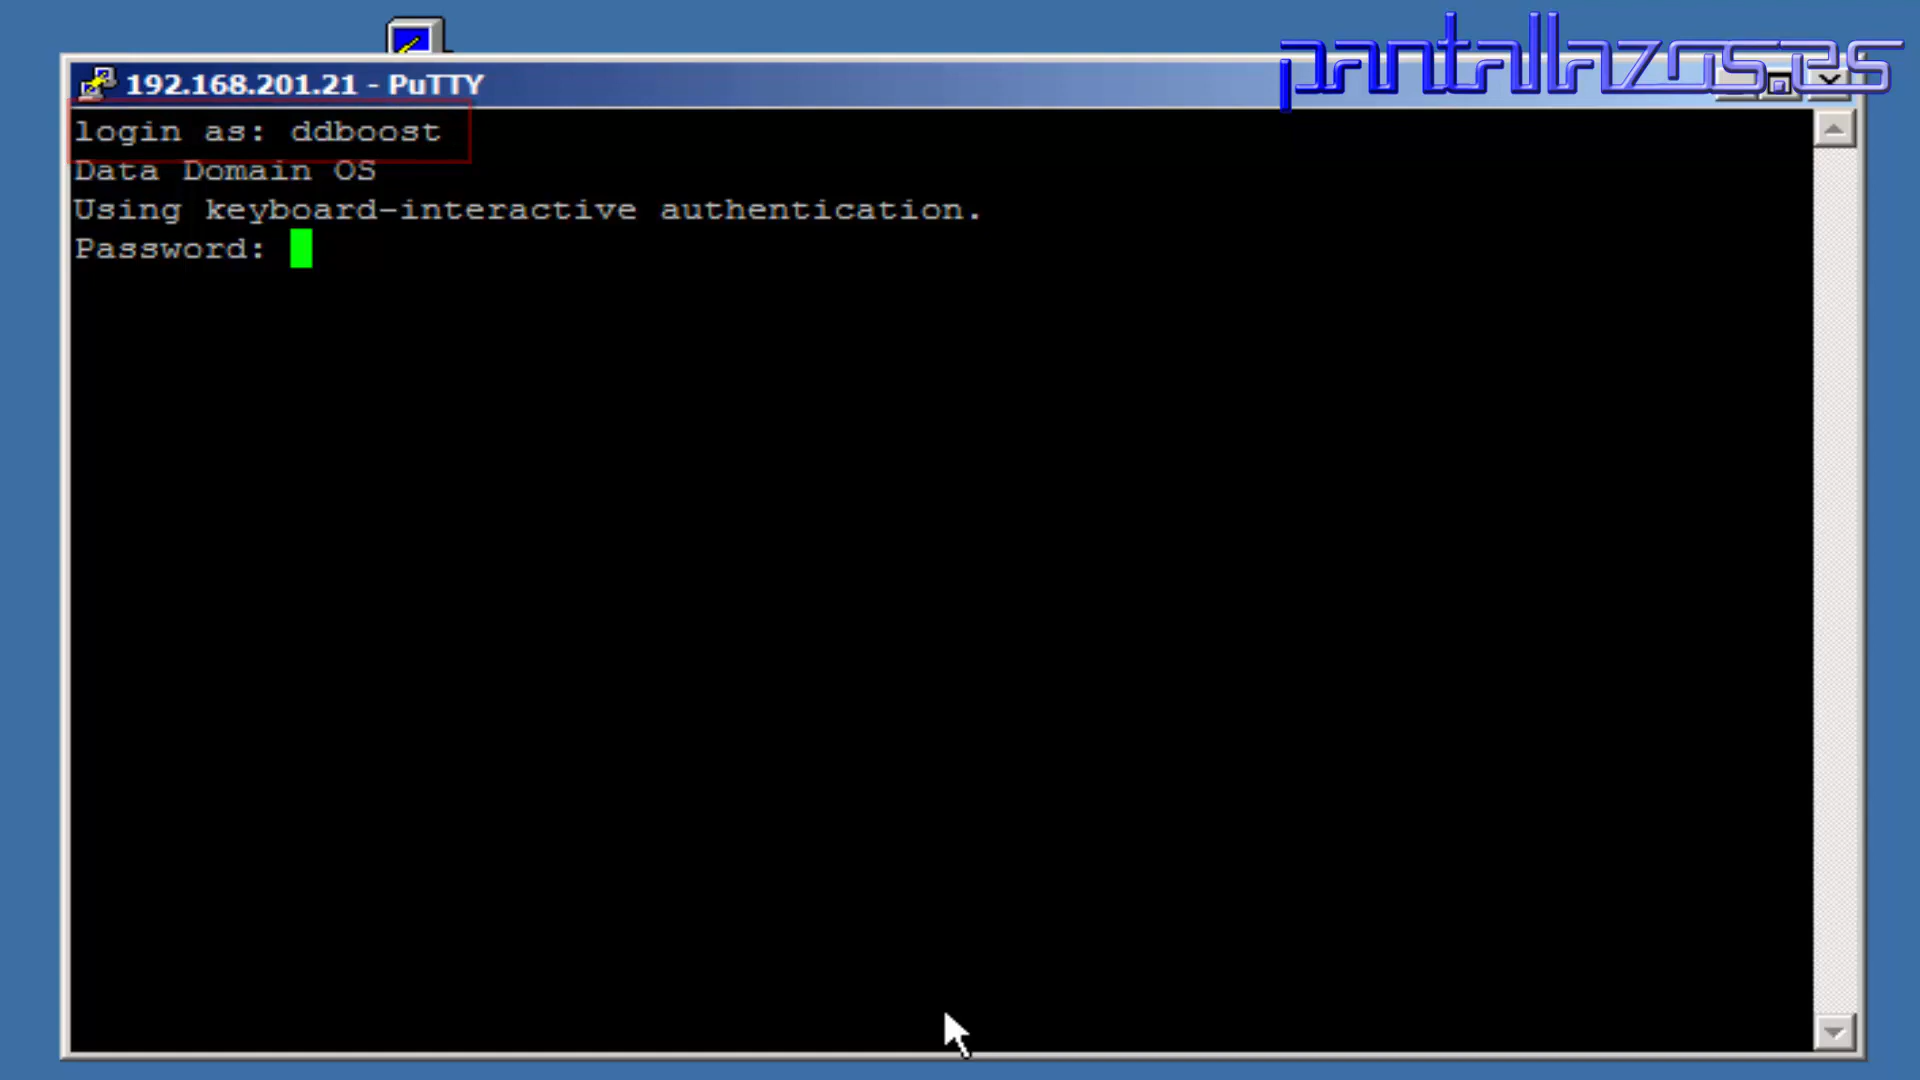 pantallazos.es
192.168.201.21 - PuTTY
login as: ddboost
Data Domain OS
Using keyboard-interactive authentication.
Password: